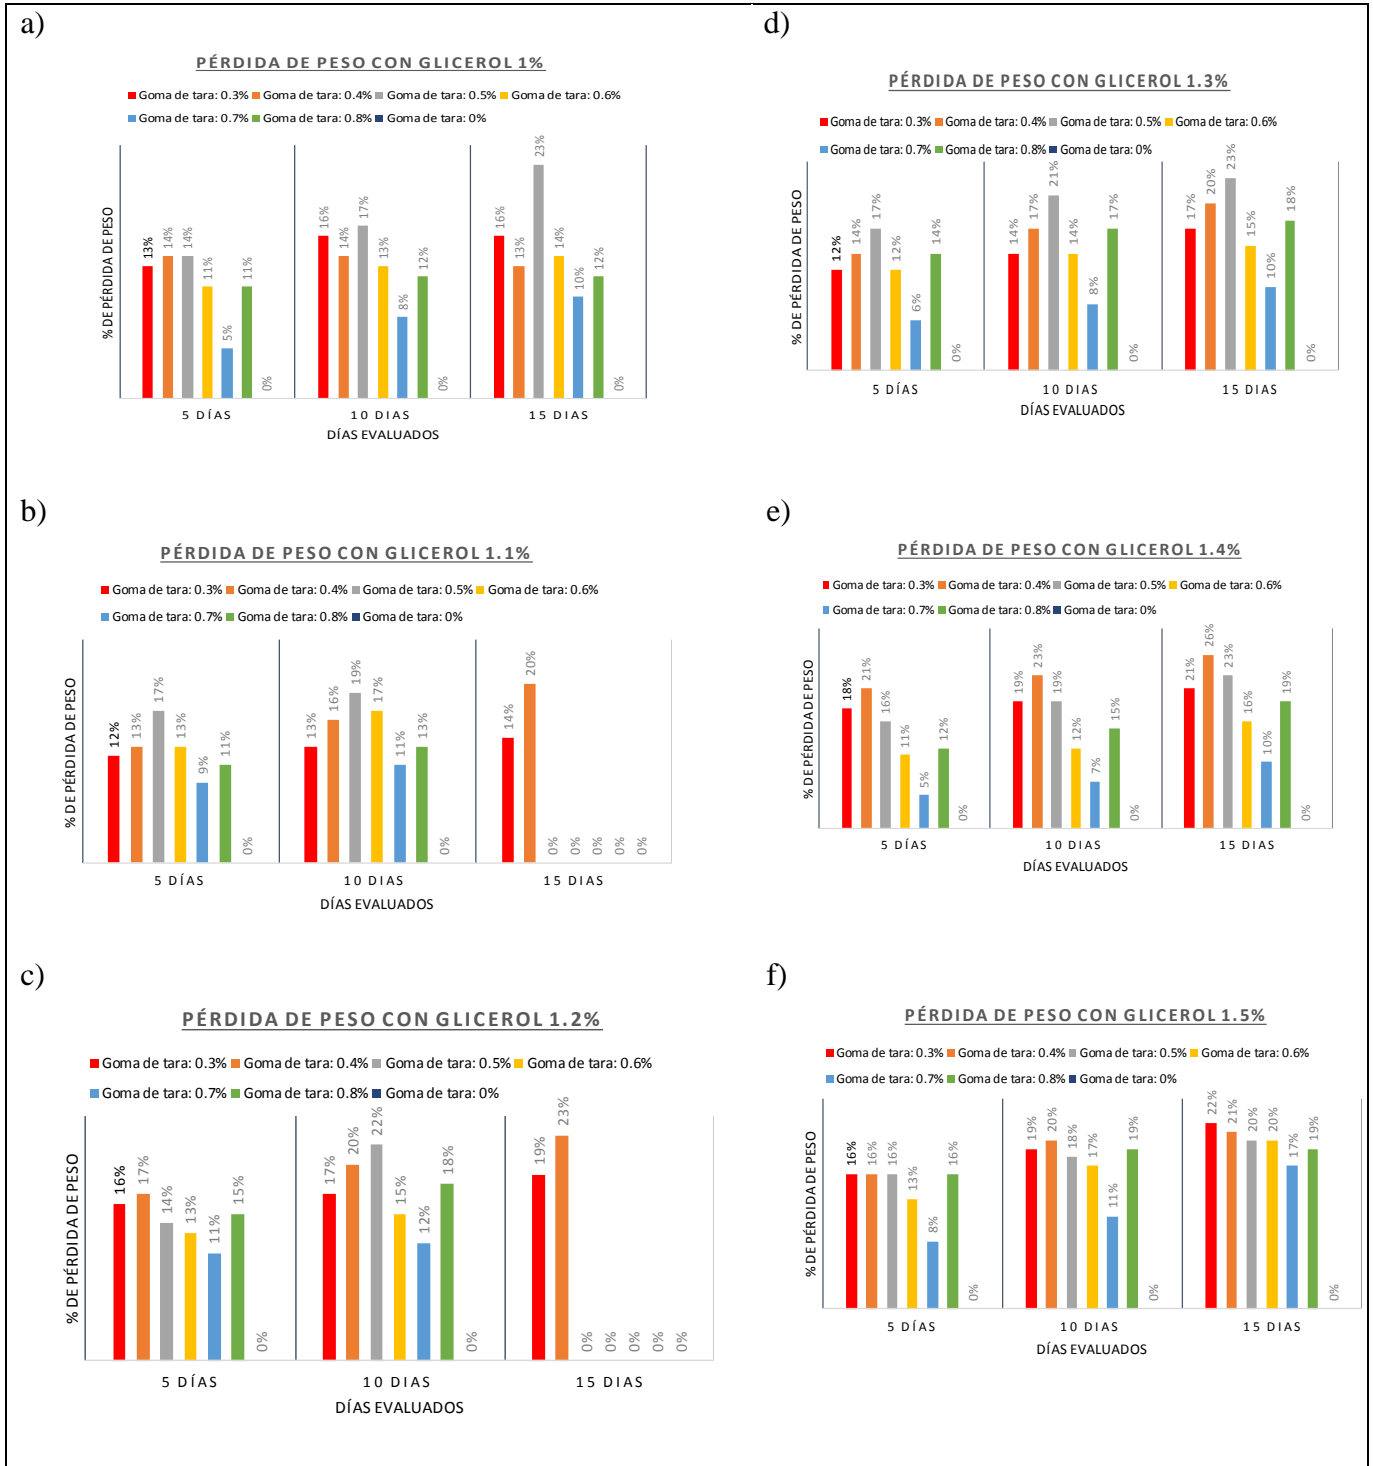 a)
PÉRDIDA DE PESO CON GLICEROL 1%
Goma de tara: 0.3% Goma de tara: 0.4% Goma de tara: 0.5% Goma de tara: 0.6%
Goma de tara: 0.7% Goma de tara: 0.8% Goma de tara: 0%
% DE PÉRDIDA DE PESO
13% 14% 14% 11% 5% 11% 0%
16% 14% 17% 13% 8% 12% 0%
16% 13% 23% 14% 10% 12% 0%
5 DÍAS 10 DIAS 15 DIAS
DÍAS EVALUADOS
b)
PÉRDIDA DE PESO CON GLICEROL 1.1%
Goma de tara: 0.3% Goma de tara: 0.4% Goma de tara: 0.5% Goma de tara: 0.6%
Goma de tara: 0.7% Goma de tara: 0.8% Goma de tara: 0%
% DE PÉRDIDA DE PESO
12% 13% 17% 13% 9% 11% 0%
13% 16% 19% 17% 11% 13% 0%
14% 20% 0% 0% 0% 0% 0%
5 DÍAS 10 DIAS 15 DIAS
DÍAS EVALUADOS
c)
PÉRDIDA DE PESO CON GLICEROL 1.2%
Goma de tara: 0.3% Goma de tara: 0.4% Goma de tara: 0.5% Goma de tara: 0.6%
Goma de tara: 0.7% Goma de tara: 0.8% Goma de tara: 0%
% DE PÉRDIDA DE PESO
16% 17% 14% 13% 11% 15% 0%
17% 20% 22% 15% 12% 18% 0%
19% 23% 0% 0% 0% 0% 0%
5 DÍAS 10 DIAS 15 DIAS
DÍAS EVALUADOS
d)
PÉRDIDA DE PESO CON GLICEROL 1.3%
Goma de tara: 0.3% Goma de tara: 0.4% Goma de tara: 0.5% Goma de tara: 0.6%
Goma de tara: 0.7% Goma de tara: 0.8% Goma de tara: 0%
% DE PÉRDIDA DE PESO
12% 14% 17% 12% 6% 14% 0%
14% 17% 21% 14% 8% 17% 0%
17% 20% 23% 15% 10% 18% 0%
5 DÍAS 10 DIAS 15 DIAS
DÍAS EVALUADOS
e)
PÉRDIDA DE PESO CON GLICEROL 1.4%
Goma de tara: 0.3% Goma de tara: 0.4% Goma de tara: 0.5% Goma de tara: 0.6%
Goma de tara: 0.7% Goma de tara: 0.8% Goma de tara: 0%
% DE PÉRDIDA DE PESO
18% 21% 16% 11% 5% 12% 0%
19% 23% 19% 12% 7% 15% 0%
21% 26% 23% 16% 10% 19% 0%
5 DÍAS 10 DIAS 15 DIAS
DÍAS EVALUADOS
f)
PÉRDIDA DE PESO CON GLICEROL 1.5%
Goma de tara: 0.3% Goma de tara: 0.4% Goma de tara: 0.5% Goma de tara: 0.6%
Goma de tara: 0.7% Goma de tara: 0.8% Goma de tara: 0%
% DE PÉRDIDA DE PESO
16% 16% 16% 13% 8% 16% 0%
19% 20% 18% 17% 11% 19% 0%
22% 21% 20% 20% 17% 19% 0%
5 DÍAS 10 DIAS 15 DIAS
DÍAS EVALUADOS